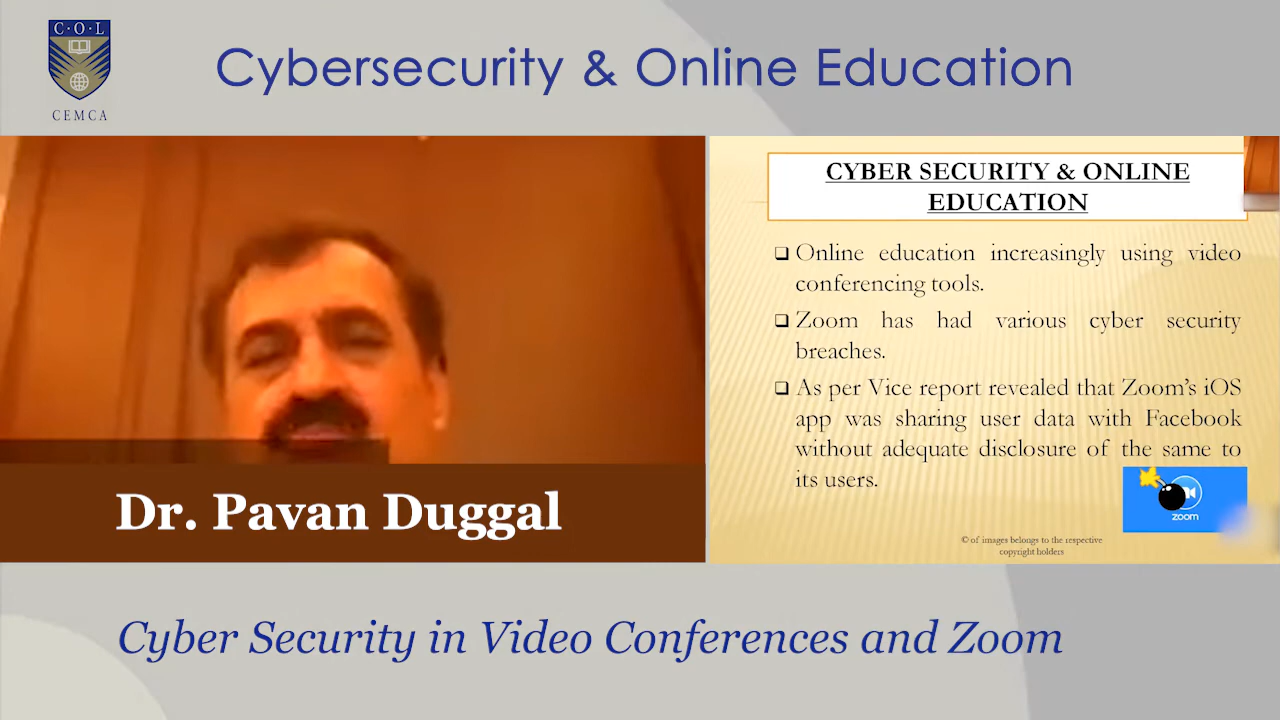 C·O·L
CEMCA
Cybersecurity & Online Education
Dr. Pavan Duggal
CYBER SECURITY & ONLINE
EDUCATION
❑ Online education increasingly using video
conferencing tools.
❑ Zoom has had various cyber security
breaches.
❑ As per Vice report revealed that Zoom's iOS
app was sharing user data with Facebook
without adequate disclosure of the same to
its users.
zoom
© of images belongs to the respective
copyright holders
Cyber Security in Video Conferences and Zoom